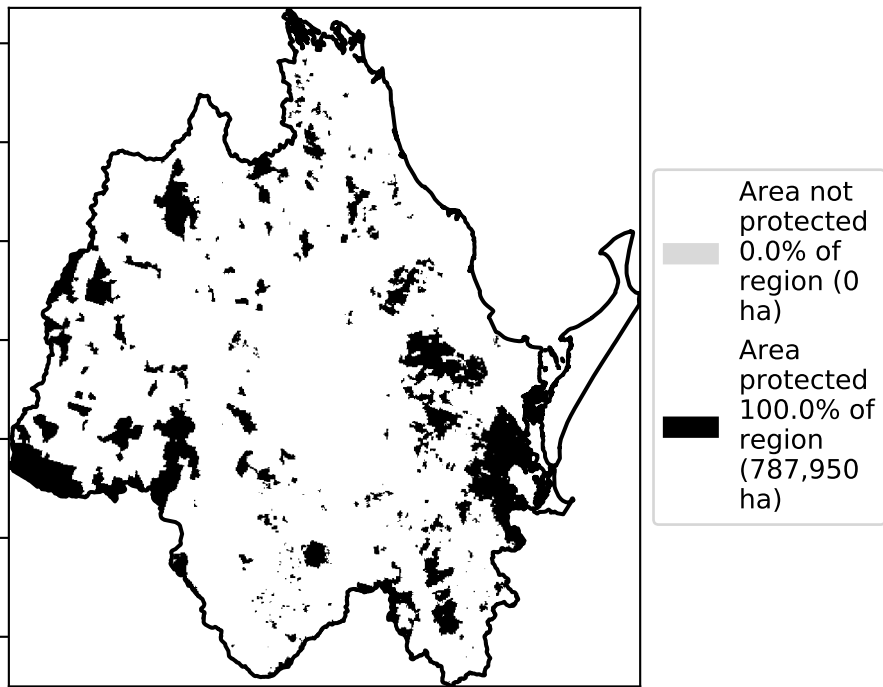 Area not
protected
0.0% of
region (0
ha)
Area
protected
100.0% of
region
(787,950
ha)